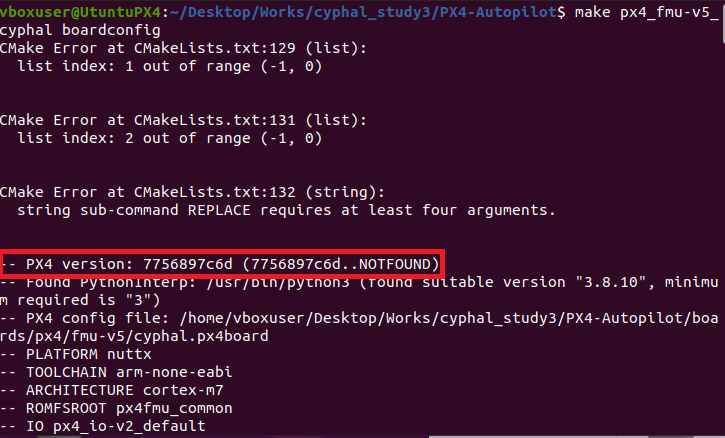 vboxuser@UtuntuPX4:~/Desktop/Works/cyphal_study3/PX4-Autopilot$ make px4_fmu-v5_
cyphal boardconfig
CMake Error at CMakeLists.txt:129 (list):
  list index: 1 out of range (-1, 0)
CMake Error at CMakeLists.txt:131 (list):
  list index: 2 out of range (-1, 0)
CMake Error at CMakeLists.txt:132 (string):
  string sub-command REPLACE requires at least four arguments.
-- PX4 version: 7756897c6d (7756897c6d..NOTFOUND)
-- Found PythonInterp: /usr/bin/python3 (found suitable version "3.8.10", minimu
m required is "3")
-- PX4 config file: /home/vboxuser/Desktop/Works/cyphal_study3/PX4-Autopilot/boa
rds/px4/fmu-v5/cyphal.px4board
-- PLATFORM nuttx
-- TOOLCHAIN arm-none-eabi
-- ARCHITECTURE cortex-m7
-- ROMFSROOT px4fmu_common
-- IO px4_io-v2_default